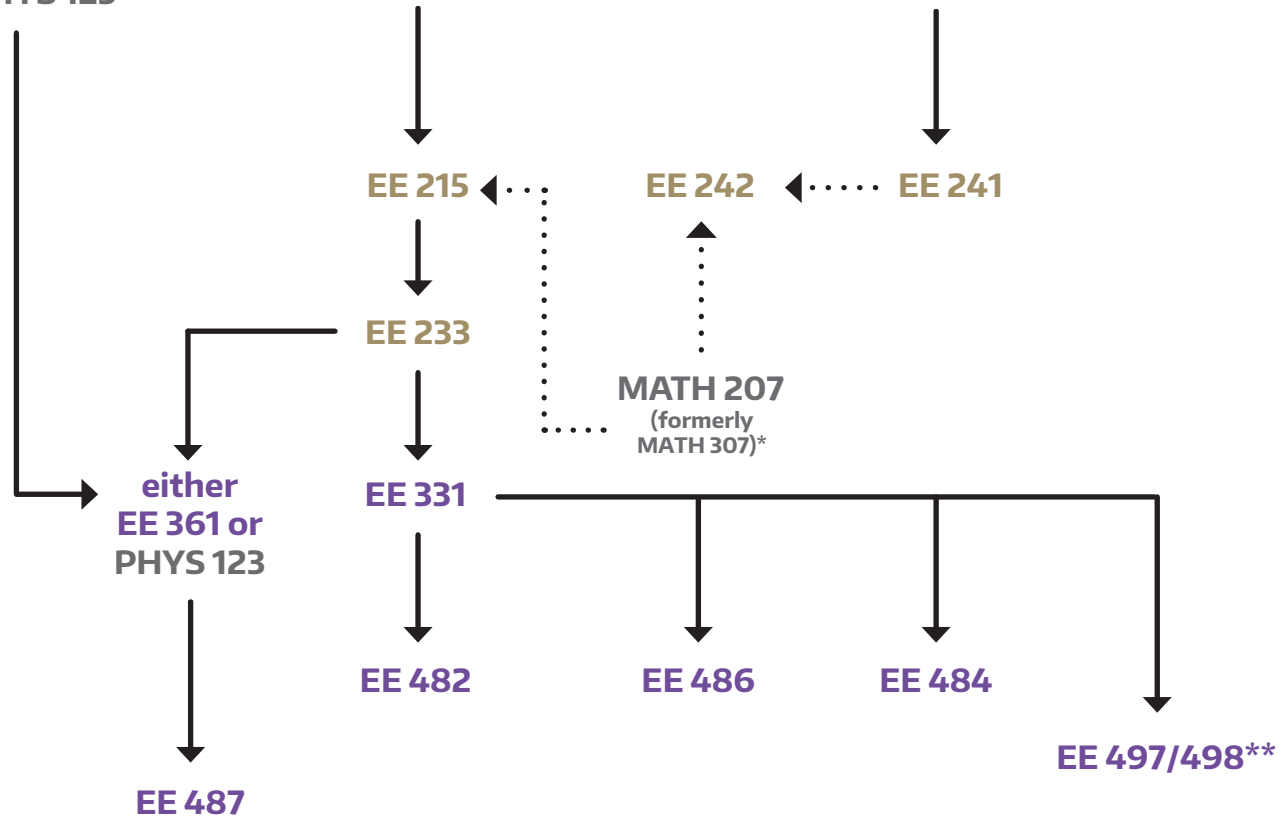 EE 215
EE 242
EE 241
EE 233
MATH 207
(formerly
MATH 307)*
either
EE 361 or
PHYS 123
EE 331
EE 482
EE 486
EE 484
EE 497/498**
EE 487